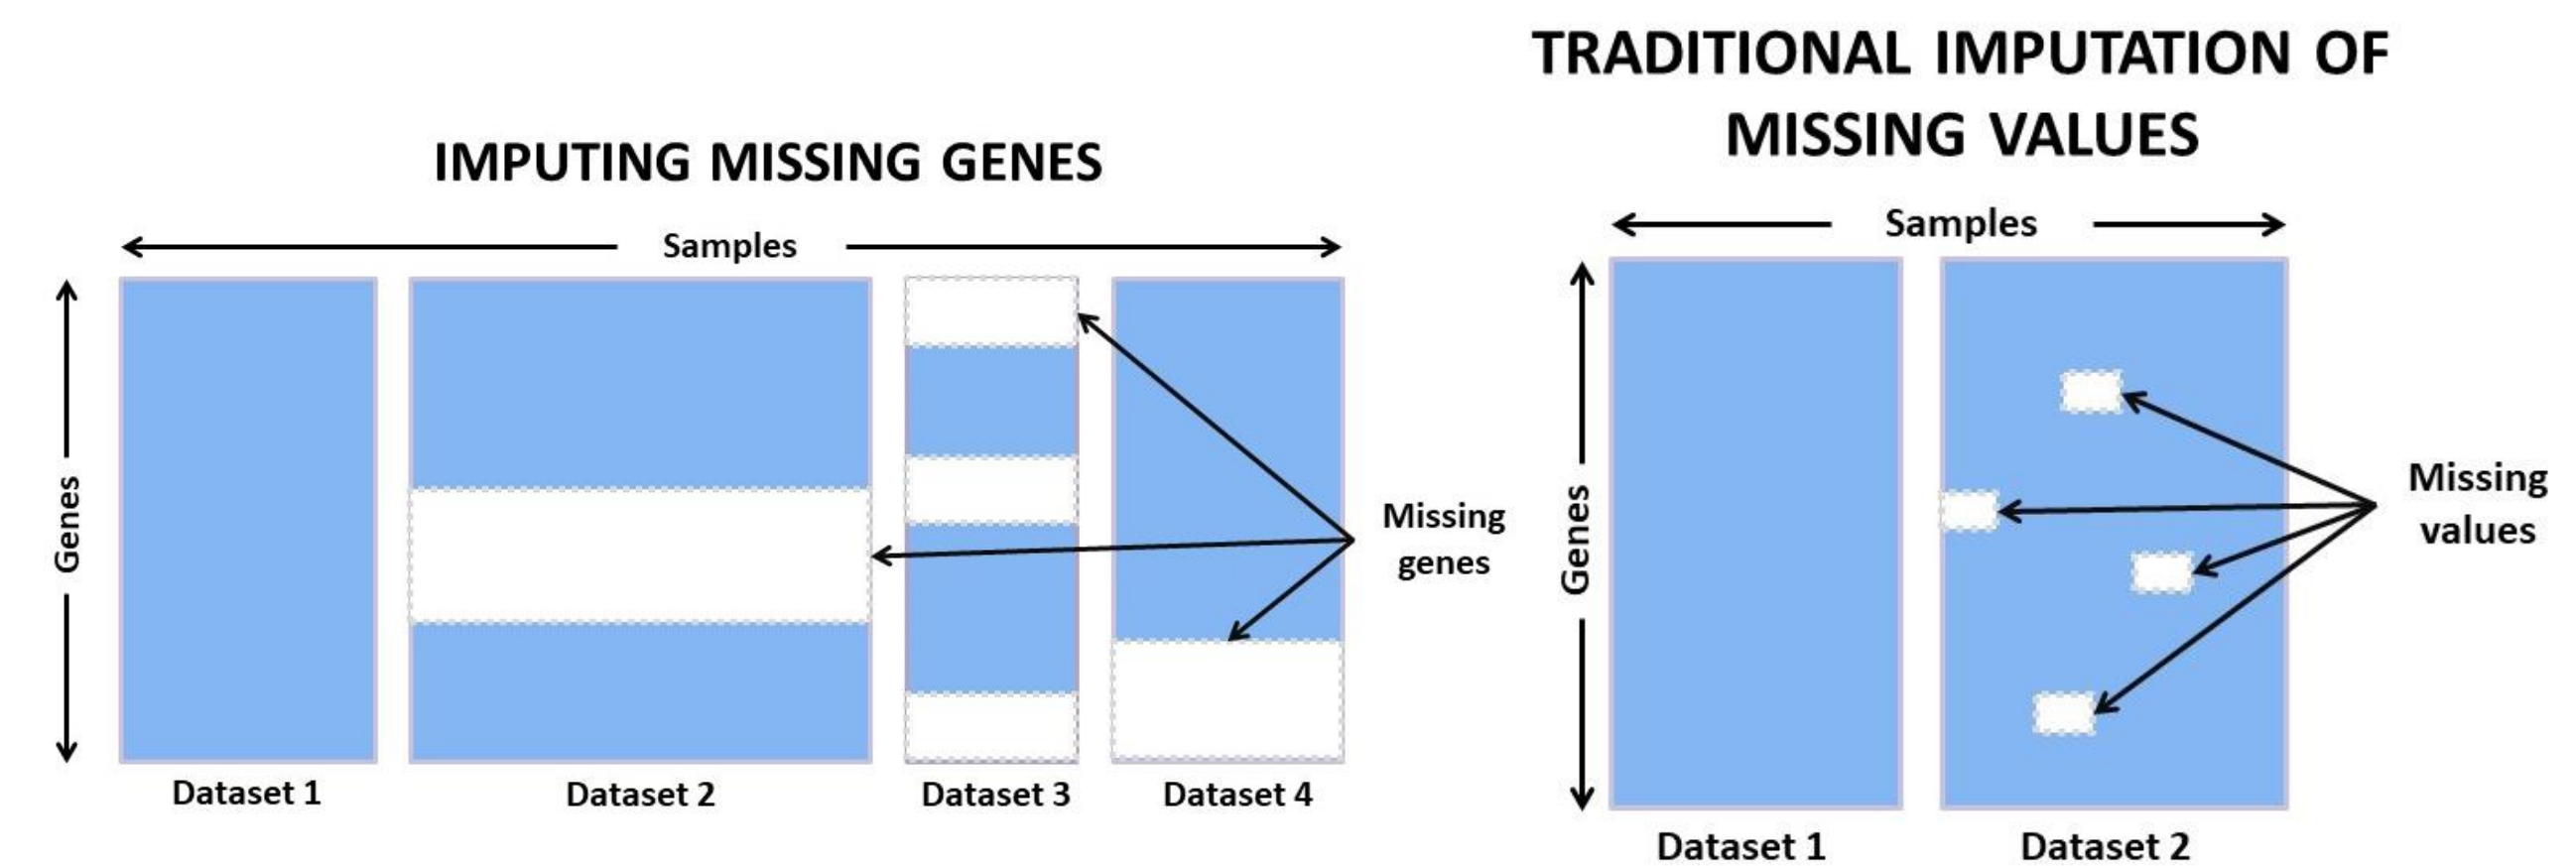 IMPUTING MISSING GENES
Samples
Genes
Missing
genes
Dataset 1
Dataset 2
Dataset 3
Dataset 4
TRADITIONAL IMPUTATION OF
MISSING VALUES
Samples
Genes
Missing
values
Dataset 1
Dataset 2